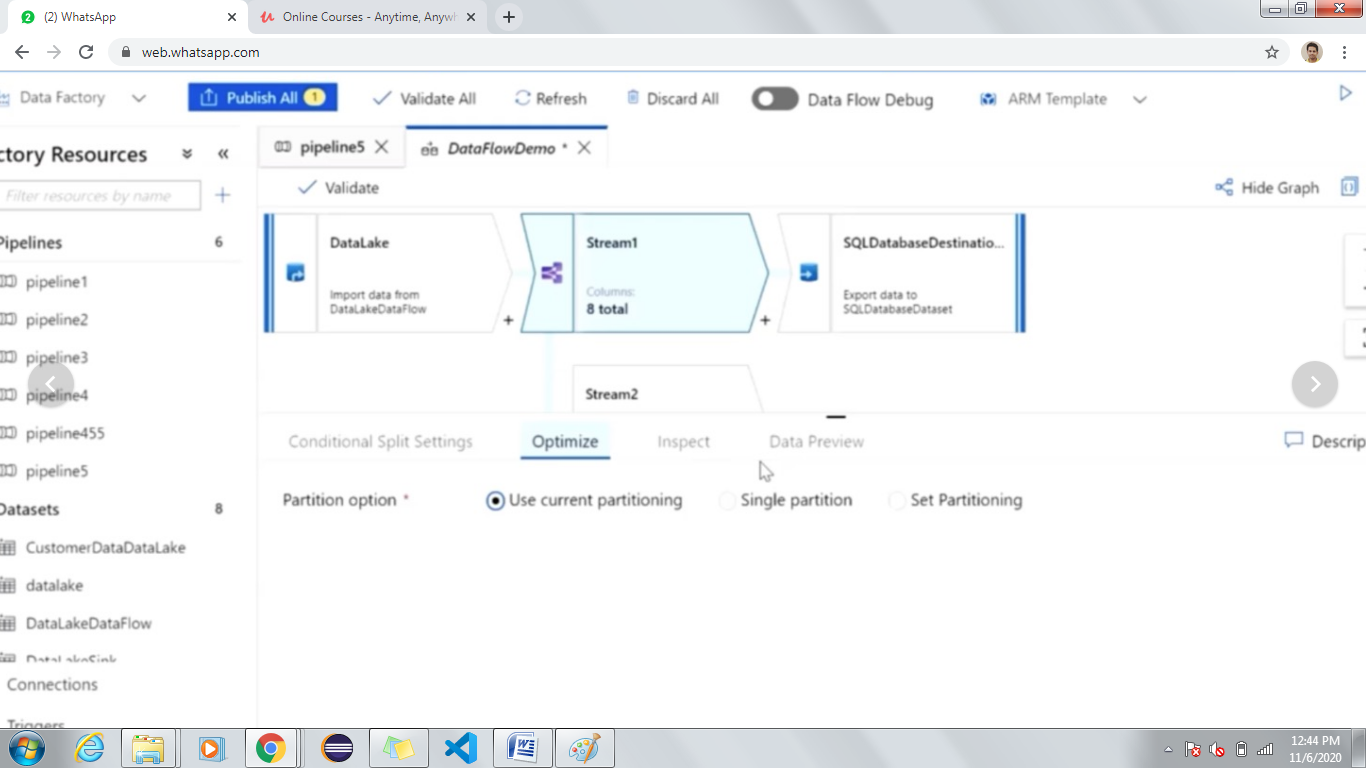 (2) WhatsApp
Online Courses - Anytime, Anywh
web.whatsapp.com
Data Factory
Publish All 1
Validate All
Refresh
Discard All
Data Flow Debug
ARM Template
ctory Resources
pipeline5
DataFlowDemo *
Filter resources by name
Validate
Hide Graph
Pipelines 6
pipeline1
pipeline2
pipeline3
pipeline4
pipeline455
pipeline5
Datasets 8
CustomerDataDataLake
datalake
DataLakeDataFlow
DataLakeSink
Connections
Triggers
DataLake
Import data from
DataLakeDataFlow
+
Stream1
Columns:
8 total
+
SQLDatabaseDestinatio...
Export data to
SQLDatabaseDataset
Stream2
Conditional Split Settings
Optimize
Inspect
Data Preview
Descrip
Partition option *
Use current partitioning
Single partition
Set Partitioning
12:44 PM
11/6/2020